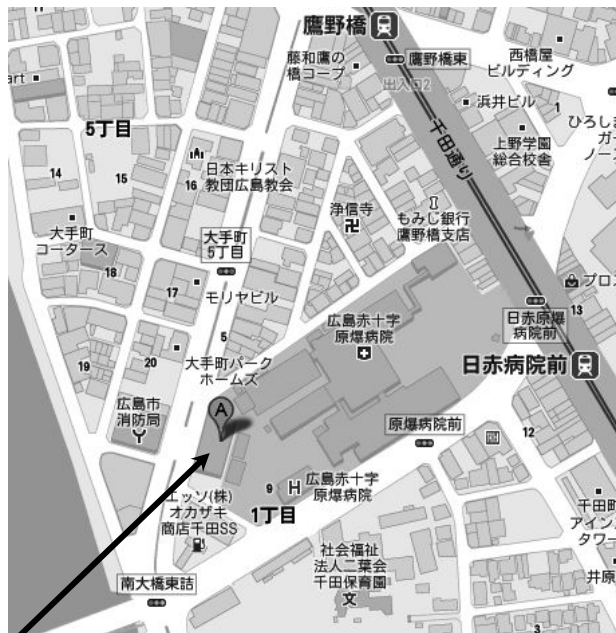 鷹野橋
藤和鷹の
橋コープ
鷹野橋東
出入口2
西橋屋
ビルディング
浜井ビル
1
ひろしま
上野学園
総合校舎
千田通り
art
5丁目
14
15
16
日本キリスト
教団広島教会
浄信寺
もみじ銀行
鷹野橋支店
大手町
コータース
大手町
5丁目
18
17
モリヤビル
5
広島赤十字
原爆病院
プロ
13
日赤原爆
病院前
日赤病院前
19
20
大手町パーク
ホームズ
広島市
消防局
A
原爆病院前
12
9
H
広島赤十字
原爆病院
エッソ(株)
オカザキ
商店千田SS
1丁目
千田町
アイン
タワー
社会福祉
法人二葉会
千田保育園
文
井原
南大橋東詰
3